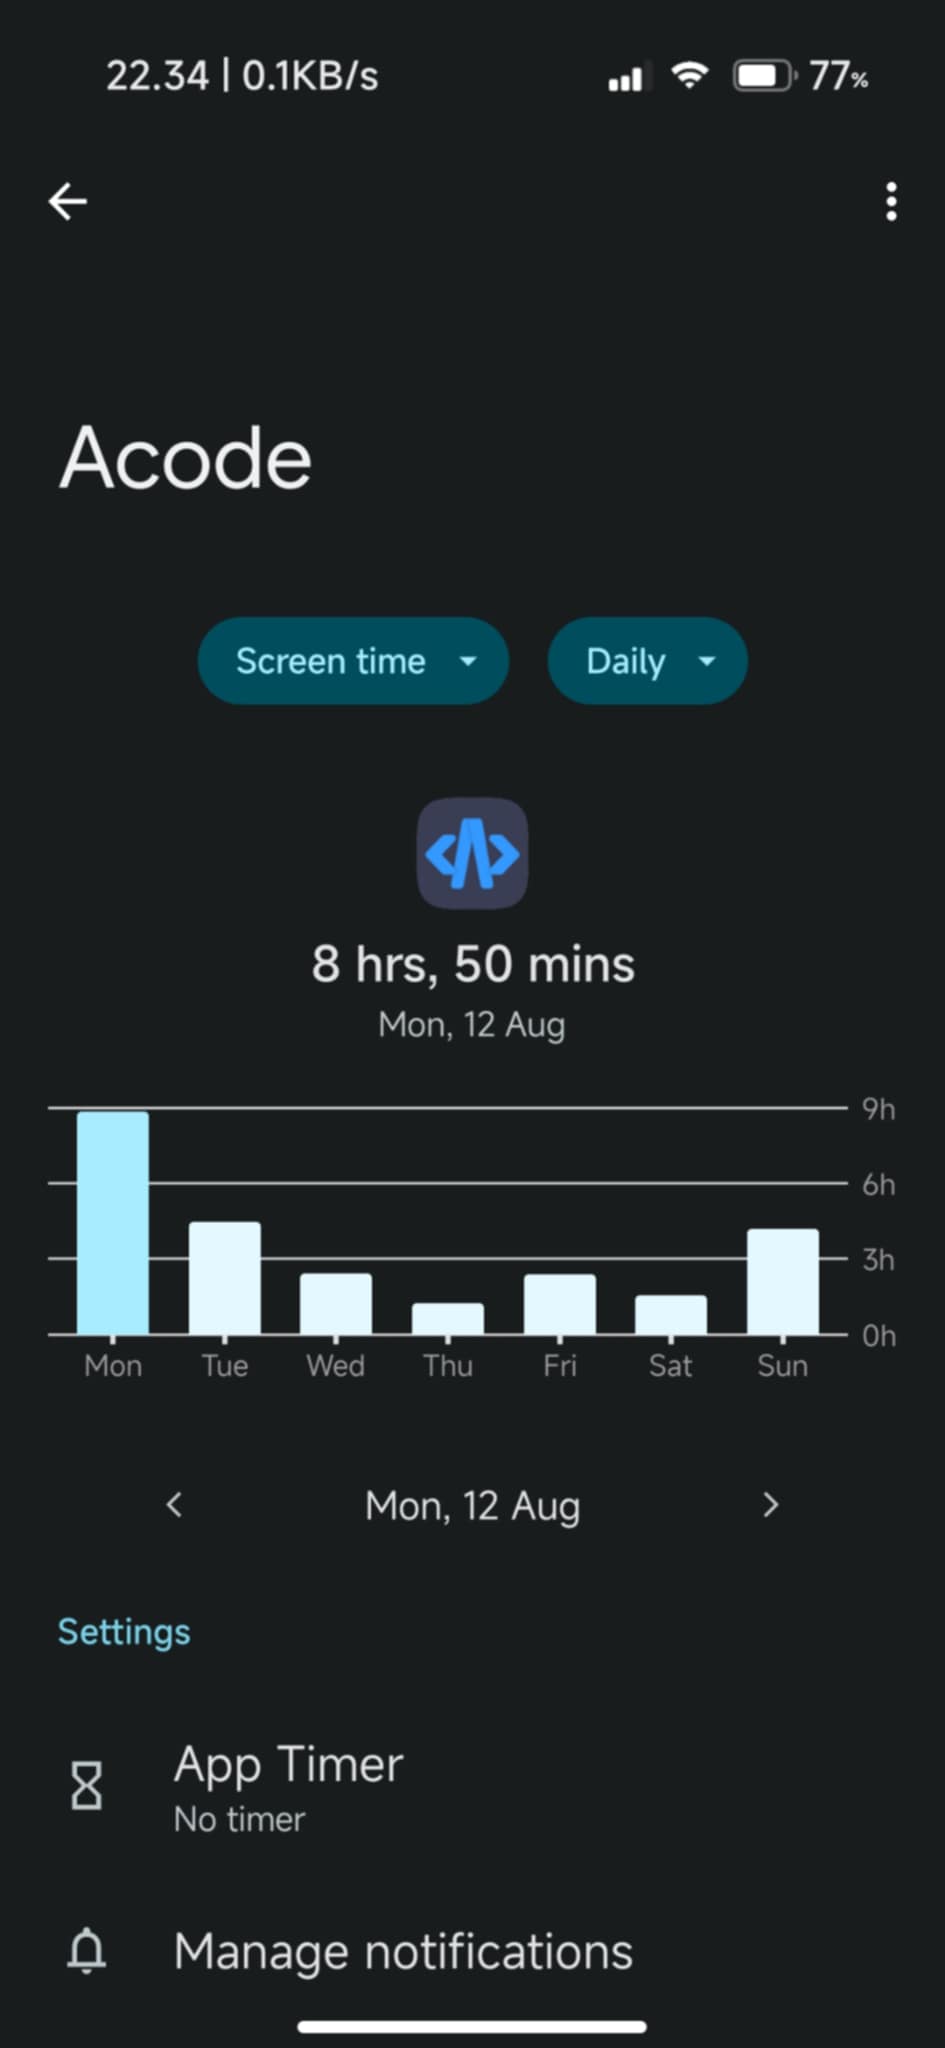 22.34 | 0.1KB/s 77%
Acode
Screen time Daily
8 hrs, 50 mins
Mon, 12 Aug
9h
6h
3h
0h
Mon Tue Wed Thu Fri Sat Sun
Mon, 12 Aug
Settings
App Timer
No timer
Manage notifications